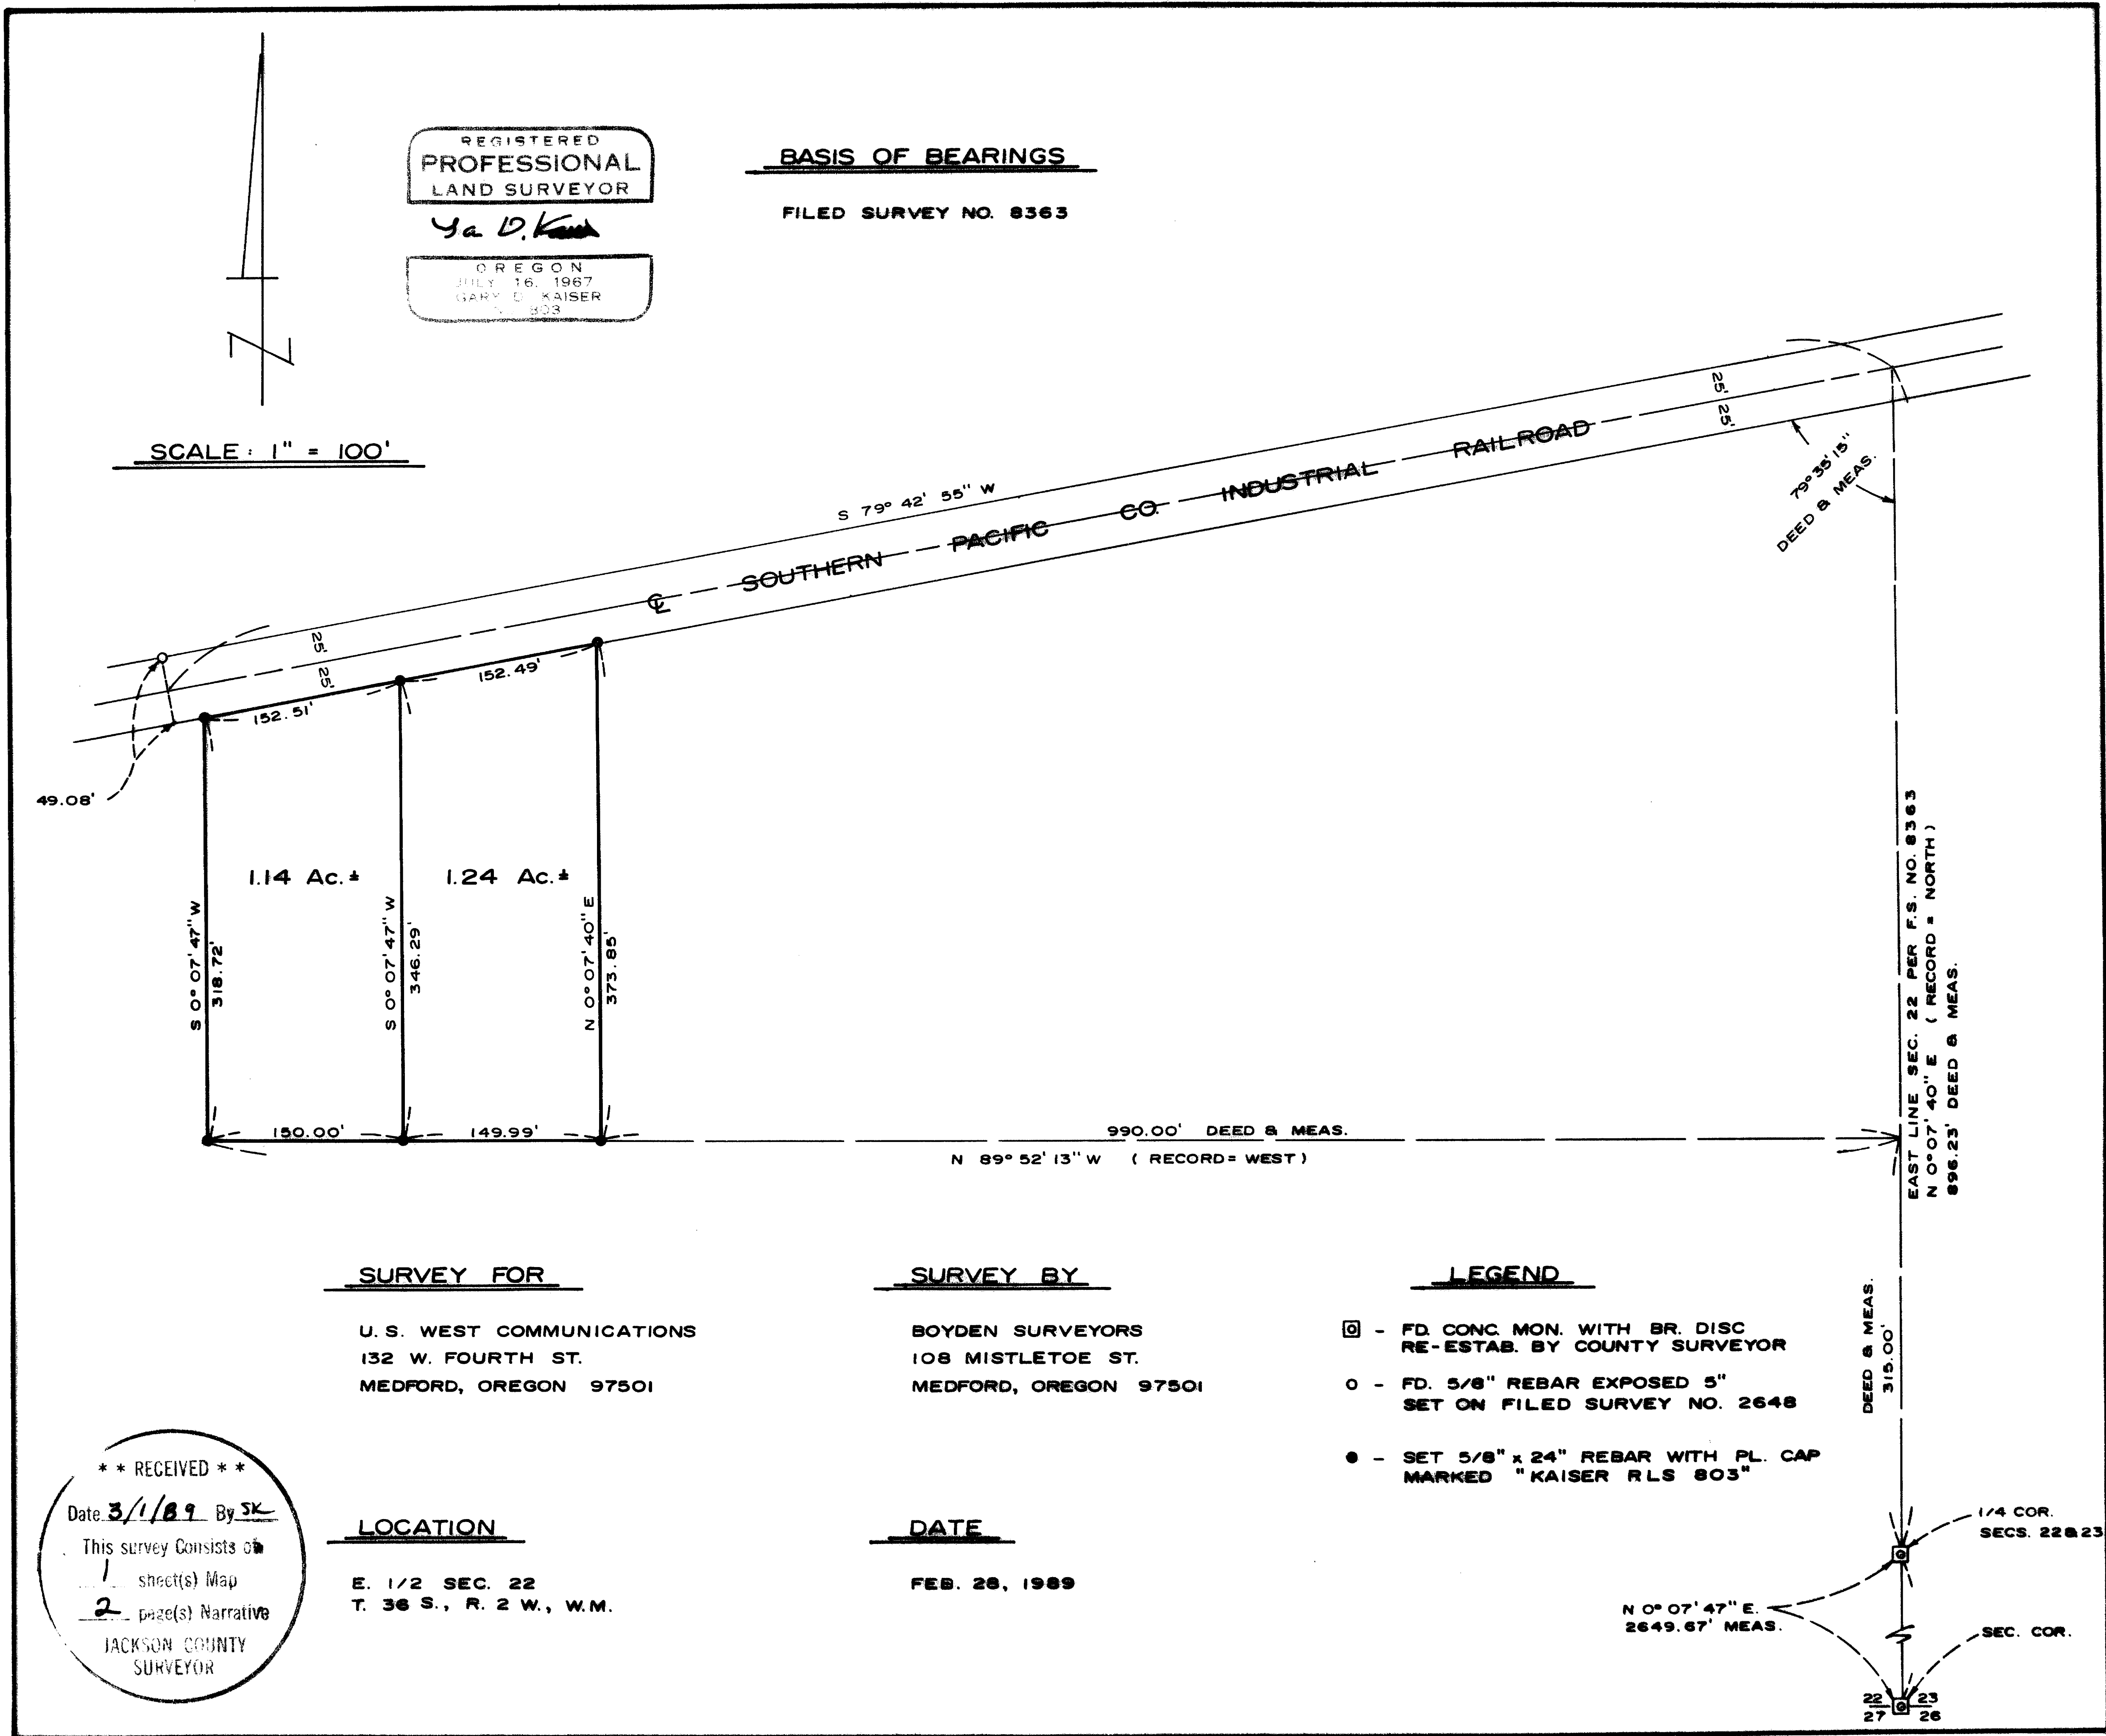 REGISTERED
PROFESSIONAL
LAND SURVEYOR
OREGON
JULY 16, 1967
GARY D. KAISER
803
BASIS OF BEARINGS
FILED SURVEY NO. 8363
N
SCALE: 1" = 100'
S 79° 42' 55" W
℄ SOUTHERN PACIFIC CO. INDUSTRIAL RAILROAD
25'
25'
25'
25'
79° 35' 15"
DEED & MEAS.
152.51'
152.49'
49.08'
1.14 Ac.±
1.24 Ac.±
S 0° 07' 47" W
318.72'
S 0° 07' 47" W
346.29'
N 0° 07' 40" E
373.85'
150.00'
149.99'
990.00' DEED & MEAS.
N 89° 52' 13" W ( RECORD = WEST )
EAST LINE SEC. 22 PER F.S. NO. 8363
N 0° 07' 40" E ( RECORD = NORTH )
896.23' DEED & MEAS.
DEED & MEAS.
315.00'
SURVEY FOR
U.S. WEST COMMUNICATIONS
132 W. FOURTH ST.
MEDFORD, OREGON 97501
SURVEY BY
BOYDEN SURVEYORS
108 MISTLETOE ST.
MEDFORD, OREGON 97501
LEGEND
- FD. CONC. MON. WITH BR. DISC
RE-ESTAB. BY COUNTY SURVEYOR
- FD. 5/8" REBAR EXPOSED 5"
SET ON FILED SURVEY NO. 2648
- SET 5/8" x 24" REBAR WITH PL. CAP
MARKED "KAISER RLS 803"
* * RECEIVED * *
Date 3/1/89 By SK
This survey Consists of
1 sheet(s) Map
2 page(s) Narrative
JACKSON COUNTY
SURVEYOR
LOCATION
E. 1/2 SEC. 22
T. 36 S., R. 2 W., W.M.
DATE
FEB. 28, 1989
1/4 COR.
SECS. 22 & 23
N 0° 07' 47" E.
2649.67' MEAS.
SEC. COR.
22 23
27 26